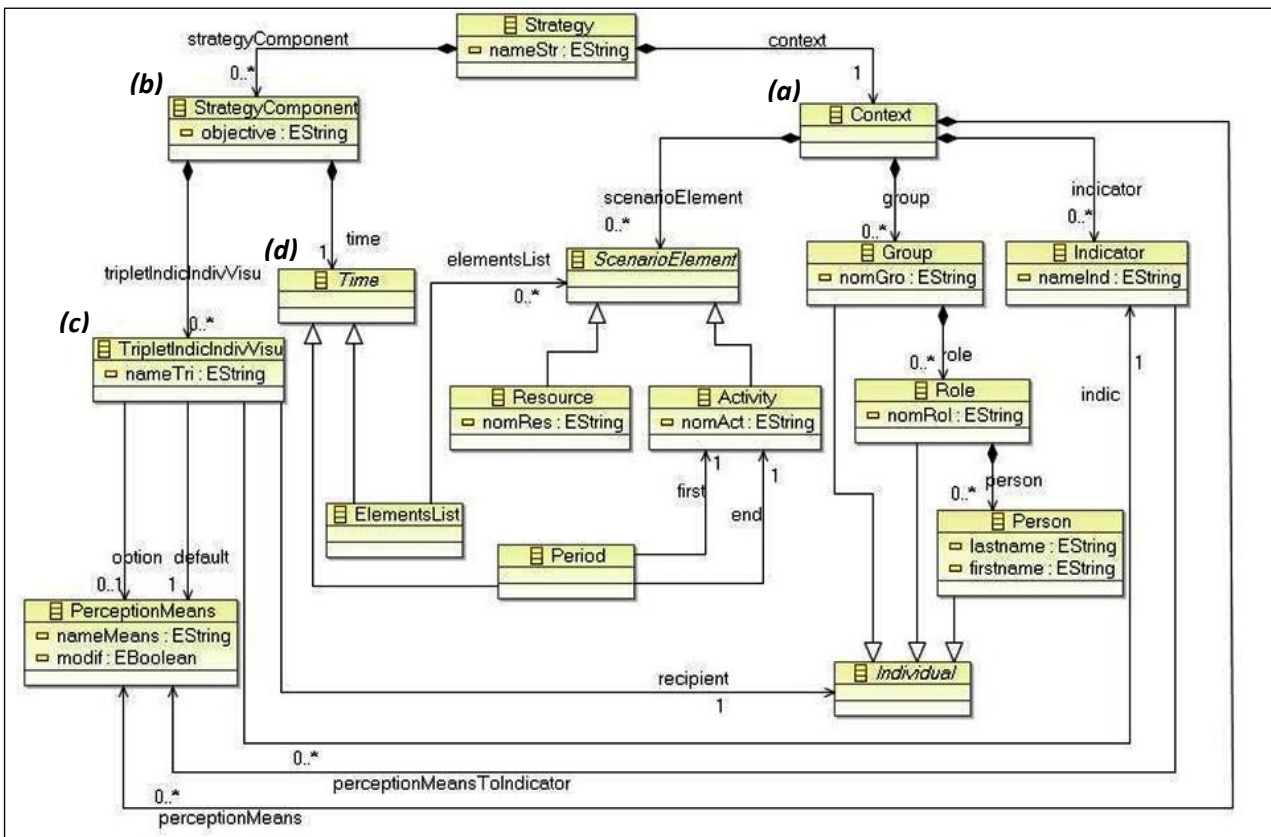 Strategy
nameStr : EString
strategyComponent
0..*
context
1
(b)
StrategyComponent
objective : EString
(a)
Context
scenarioElement
0..*
group
0..*
indicator
0..*
time
1
(d)
Time
tripletIndicIndivVisu
0..*
elementsList
0..*
ScenarioElement
Group
nomGro : EString
Indicator
nameInd : EString
(c)
TripletIndicIndivVisu
nameTri : EString
role
0..*
1
indic
Resource
nomRes : EString
Activity
nomAct : EString
Role
nomRol : EString
1
first
1
end
person
0..*
ElementsList
Period
Person
lastname : EString
firstname : EString
option
0..1
default
1
PerceptionMeans
nameMeans : EString
modif : EBoolean
recipient
1
Individual
0..*
perceptionMeansToIndicator
0..*
perceptionMeans